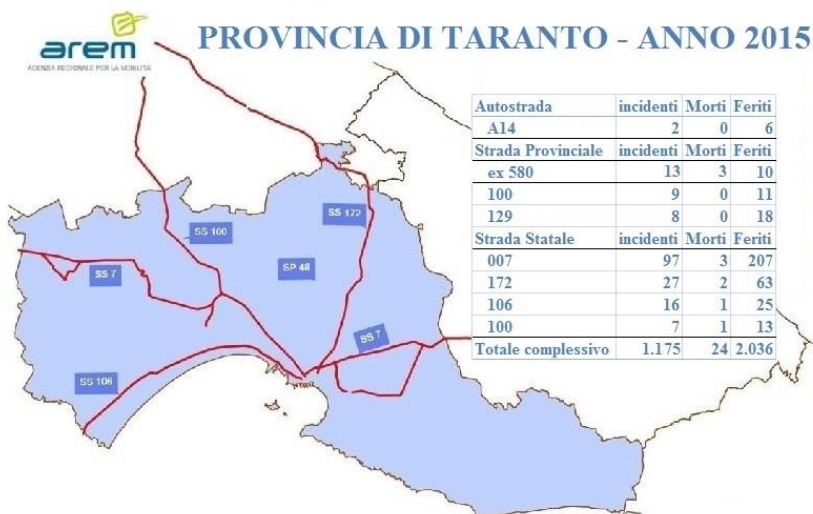 arem
AGENZIA REGIONALE PER LA MOBILITA'
PROVINCIA DI TARANTO - ANNO 2015
Autostrada incidenti Morti Feriti
A14 2 0 6
Strada Provinciale incidenti Morti Feriti
ex 580 13 3 10
100 9 0 11
129 8 0 18
Strada Statale incidenti Morti Feriti
007 97 3 207
172 27 2 63
106 16 1 25
100 7 1 13
Totale complessivo 1.175 24 2.036
SS 172
SS 100
SP 48
SS 7
SS 7
SS 106